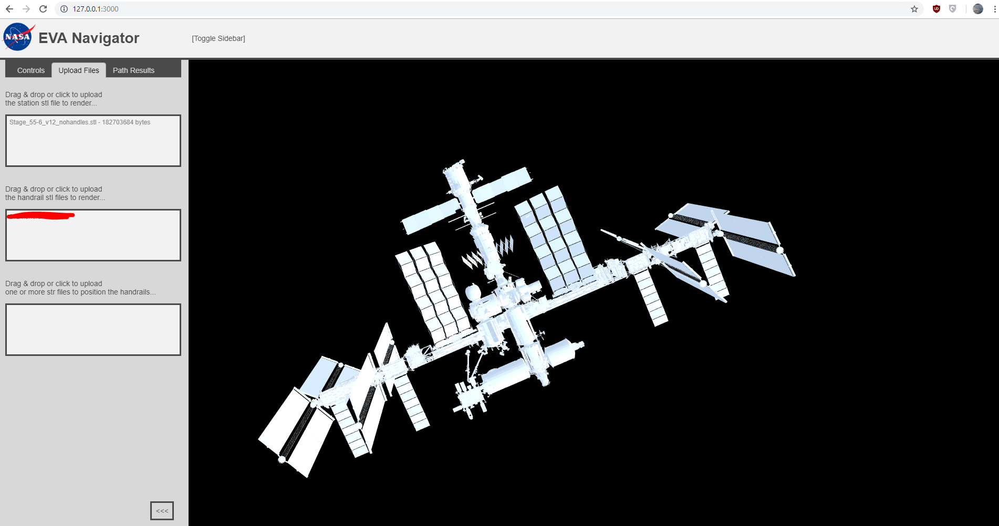 127.0.0.1:3000
NASA
EVA Navigator
[Toggle Sidebar]
Controls
Upload Files
Path Results
Drag & drop or click to upload
the station stl file to render...
Stage_55-6_v12_nohandles.stl - 182703684 bytes
Drag & drop or click to upload
the handrail stl files to render...
Drag & drop or click to upload
one or more str files to position the handrails...
<<<